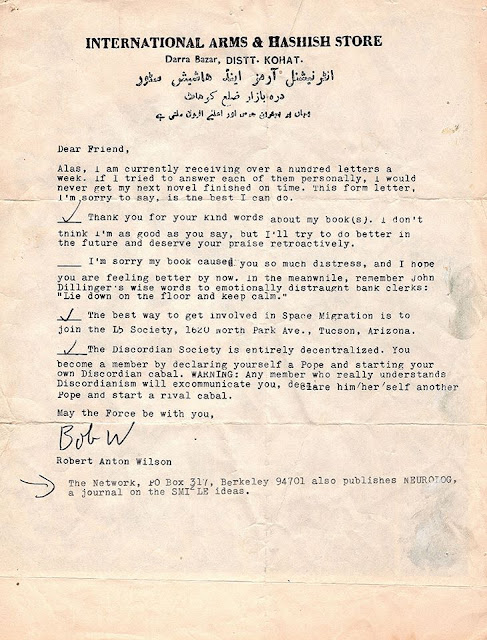 INTERNATIONAL ARMS & HASHISH STORE
Darra Bazar, DISTT. KOHAT.
انٹرنیشنل آرمز اینڈ ہاشیش سٹور
درہ بازار ضلع کوہاٹ
یہاں پر بہترین چرس اور اعلیٰ افیون ملتی ہے
Dear Friend,
Alas, I am currently receiving over a hundred letters a
week. If I tried to answer each of them personally, I would
never get my next novel finished on time. This form letter,
I'm sorry to say, is the best I can do.
✓ Thank you for your kind words about my book(s). I don't
think I'm as good as you say, but I'll try to do better in
the future and deserve your praise retroactively.
___ I'm sorry my book caused you so much distress, and I hope
you are feeling better by now. In the meanwhile, remember John
Dillinger's wise words to emotionally distraught bank clerks:
"Lie down on the floor and keep calm."
✓ The best way to get involved in Space Migration is to
join the L5 Society, 1620 North Park Ave., Tucson, Arizona.
✓ The Discordian Society is entirely decentralized. You
become a member by declaring yourself a Pope and starting your
own Discordian cabal. WARNING: Any member who really understands
Discordianism will excommunicate you, declare him/her/self another
Pope and start a rival cabal.
May the Force be with you,
Bob W
Robert Anton Wilson
The Network, PO Box 317, Berkeley 94701 also publishes NEUROLOG,
a journal on the SMI²LE ideas.